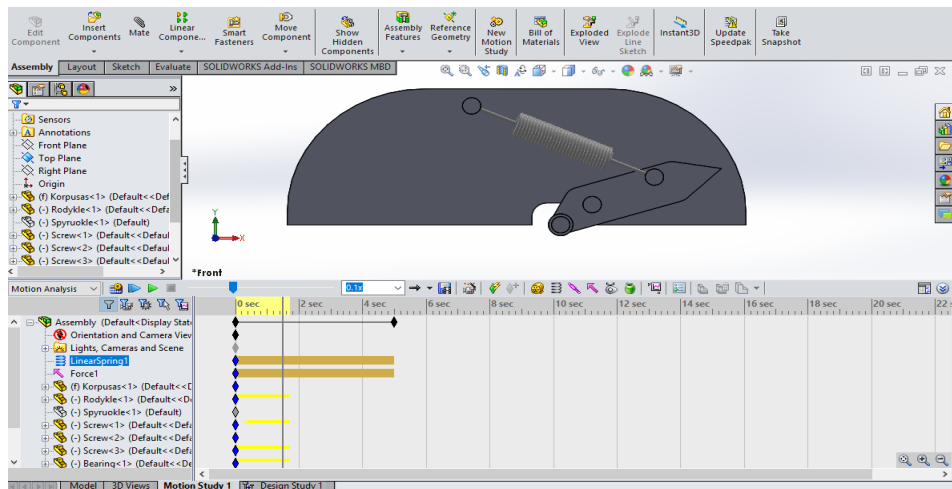 Edit Component
Insert Components
Mate
Linear Compone...
Smart Fasteners
Move Component
Show Hidden Components
Assembly Features
Reference Geometry
New Motion Study
Bill of Materials
Exploded View
Explode Line Sketch
Instant3D
Update Speedpak
Take Snapshot
Assembly Layout Sketch Evaluate SOLIDWORKS Add-Ins SOLIDWORKS MBD
Sensors
Annotations
Front Plane
Top Plane
Right Plane
Origin
(f) Korpusas<1> (Default<<Def
(-) Rodykle<1> (Default<<Defa
(-) Spyruokle<1> (Default)
(-) Screw<1> (Default<<Defaul
(-) Screw<2> (Default<<Defaul
(-) Screw<3> (Default<<Defaul
Y
X
*Front
Motion Analysis
0.1x
0 sec 2 sec 4 sec 6 sec 8 sec 10 sec 12 sec 14 sec 16 sec 18 sec 20 sec 22
Assembly (Default<Display State
Orientation and Camera View
Lights, Cameras and Scene
LinearSpring1
Force1
(f) Korpusas<1> (Default<<D
(-) Rodykle<1> (Default<<De
(-) Spyruokle<1> (Default)
(-) Screw<1> (Default<<Defa
(-) Screw<2> (Default<<Defa
(-) Screw<3> (Default<<Defa
(-) Bearing<1> (Default<<De
Model 3D Views Motion Study 1 Design Study 1